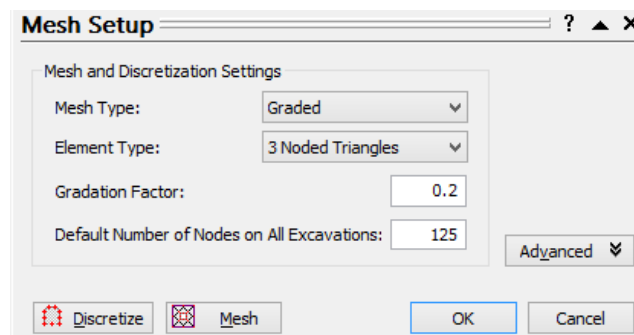 Mesh Setup ?
Mesh and Discretization Settings
Mesh Type: Graded
Element Type: 3 Noded Triangles
Gradation Factor: 0.2
Default Number of Nodes on All Excavations: 125
Advanced
Discretize Mesh OK Cancel